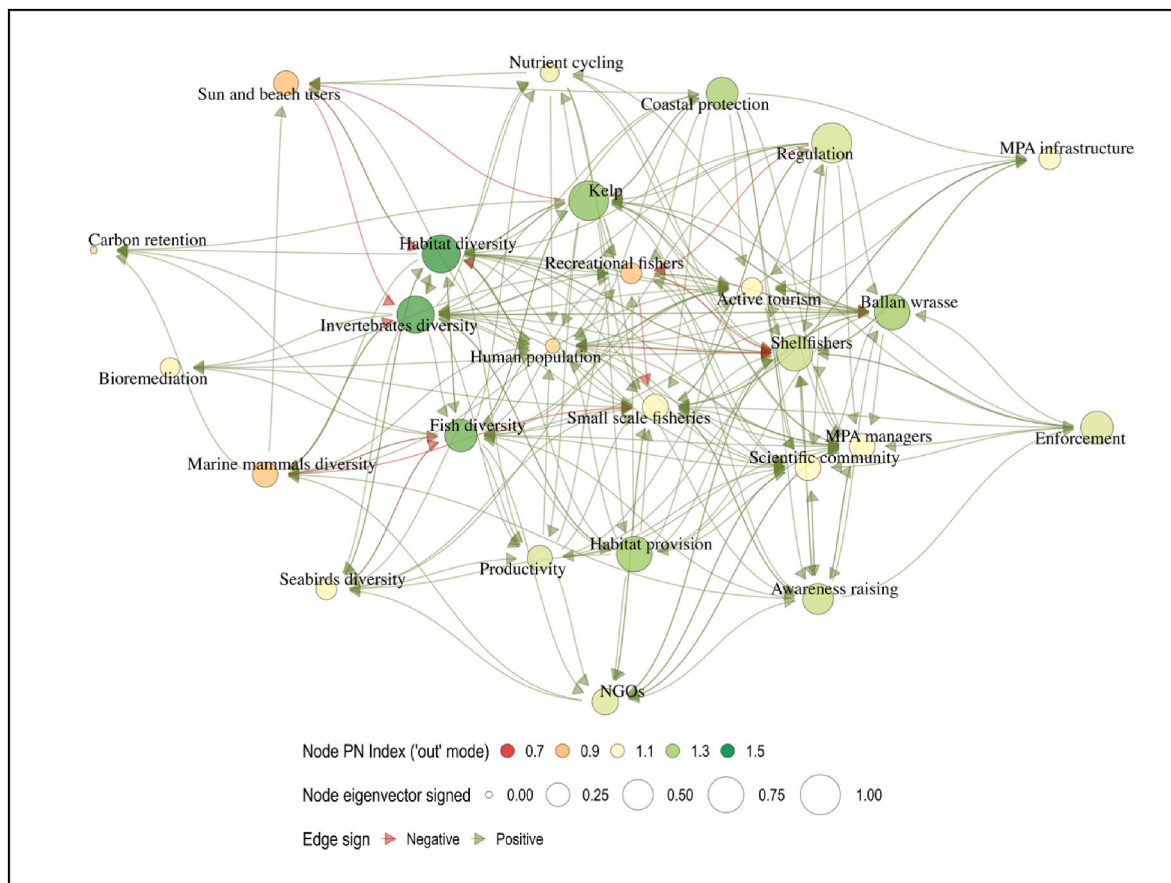 Nutrient cycling
Sun and beach users
Coastal protection
Regulation
MPA infrastructure
Kelp
Carbon retention
Habitat diversity
Recreational fishers
Active tourism
Ballan wrasse
Invertebrates diversity
Shellfishers
Human population
Bioremediation
Small scale fisheries
Fish diversity
MPA managers
Enforcement
Scientific community
Marine mammals diversity
Habitat provision
Productivity
Seabirds diversity
Awareness raising
NGOs
Node PN Index ('out' mode) 0.7 0.9 1.1 1.3 1.5
Node eigenvector signed 0.00 0.25 0.50 0.75 1.00
Edge sign Negative Positive